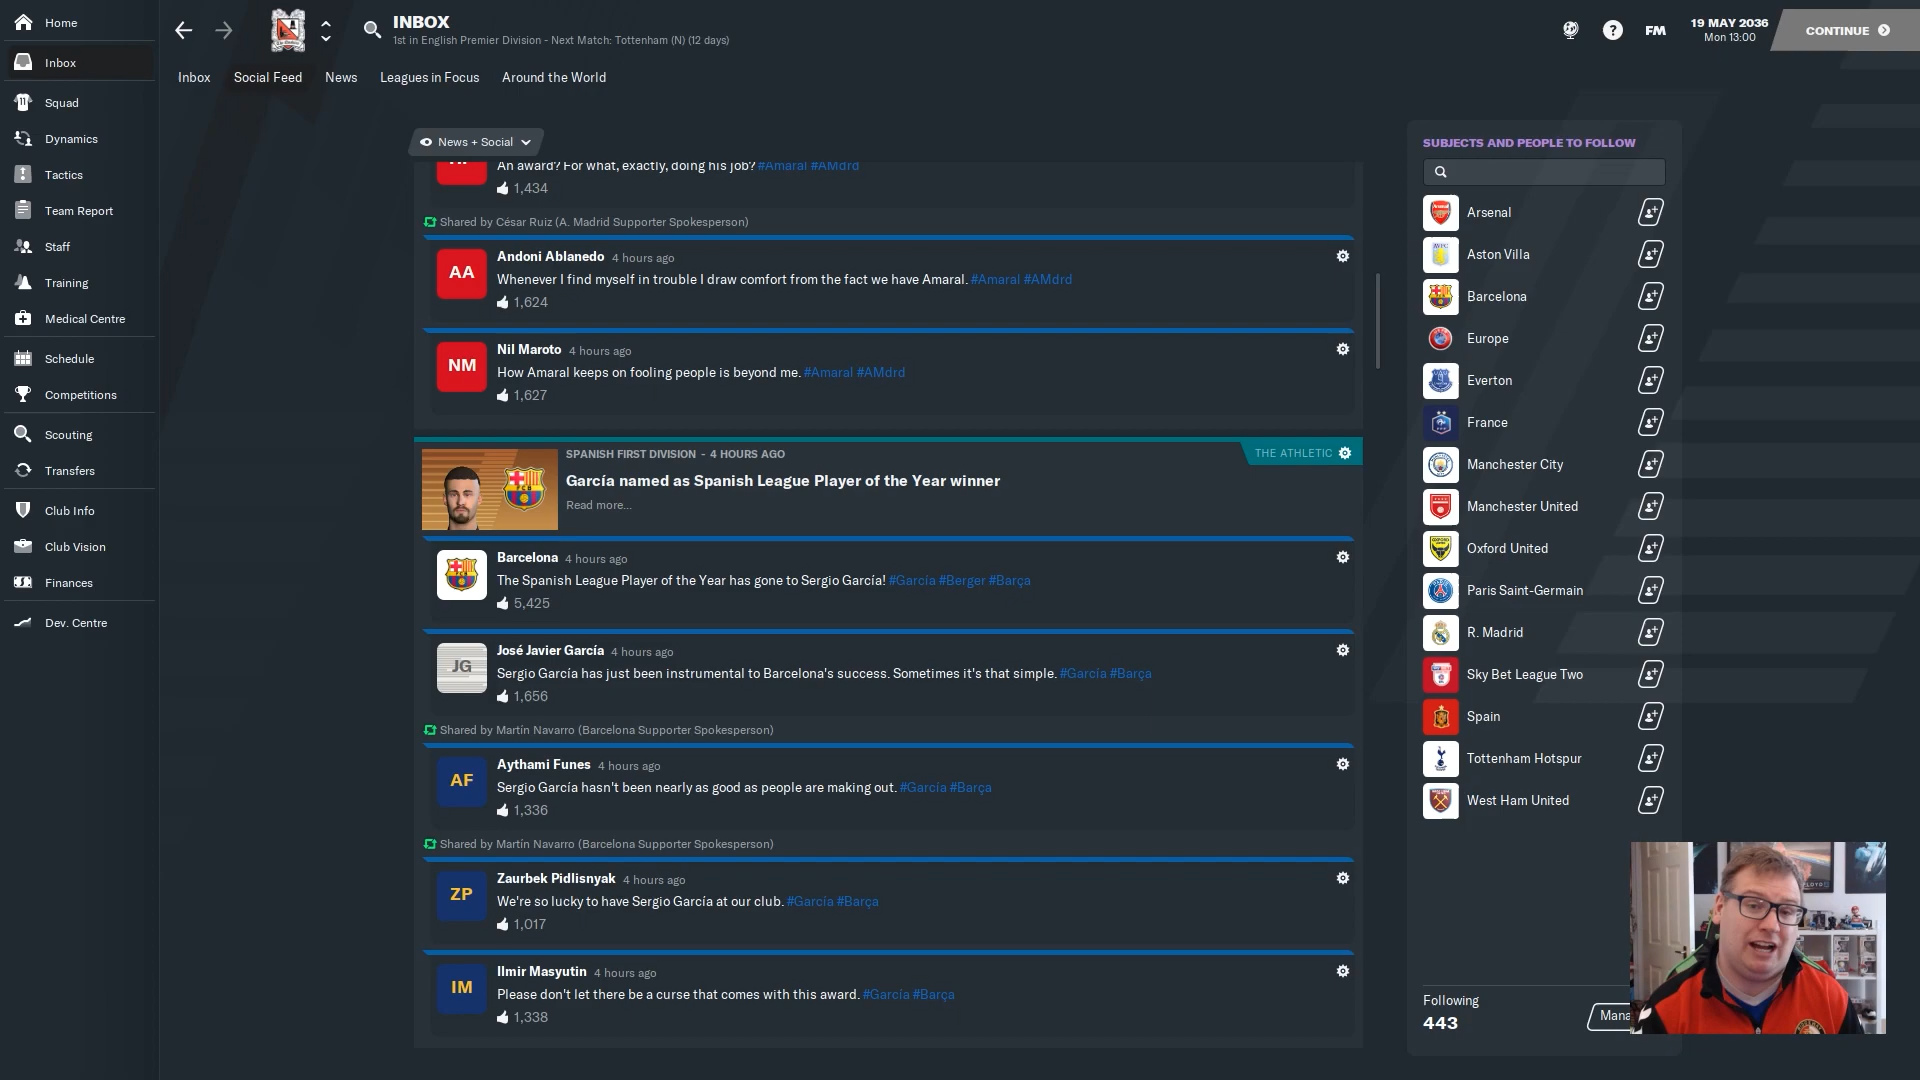 Home
Inbox
Squad
Dynamics
Tactics
Team Report
Staff
Training
Medical Centre
Schedule
Competitions
Scouting
Transfers
Club Info
Club Vision
Finances
Dev. Centre
INBOX
1st in English Premier Division - Next Match: Tottenham (N) (12 days)
FM
19 MAY 2036
Mon 13:00
CONTINUE
Inbox
Social Feed
News
Leagues in Focus
Around the World
News + Social
An award? For what, exactly, doing his job? #Amaral #AMdrd
1,434
Shared by César Ruiz (A. Madrid Supporter Spokesperson)
AA
Andoni Ablanedo 4 hours ago
Whenever I find myself in trouble I draw comfort from the fact we have Amaral. #Amaral #AMdrd
1,624
NM
Nil Maroto 4 hours ago
How Amaral keeps on fooling people is beyond me. #Amaral #AMdrd
1,627
SPANISH FIRST DIVISION - 4 HOURS AGO
THE ATHLETIC
García named as Spanish League Player of the Year winner
Read more...
Barcelona 4 hours ago
The Spanish League Player of the Year has gone to Sergio García! #García #Berger #Barça
5,425
JG
José Javier García 4 hours ago
Sergio García has just been instrumental to Barcelona's success. Sometimes it's that simple. #García #Barça
1,656
Shared by Martín Navarro (Barcelona Supporter Spokesperson)
AF
Aythami Funes 4 hours ago
Sergio García hasn't been nearly as good as people are making out. #García #Barça
1,336
Shared by Martín Navarro (Barcelona Supporter Spokesperson)
ZP
Zaurbek Pidlisnyak 4 hours ago
We're so lucky to have Sergio García at our club. #García #Barça
1,017
IM
Ilmir Masyutin 4 hours ago
Please don't let there be a curse that comes with this award. #García #Barça
1,338
SUBJECTS AND PEOPLE TO FOLLOW
Arsenal
Aston Villa
Barcelona
Europe
Everton
France
Manchester City
Manchester United
Oxford United
Paris Saint-Germain
R. Madrid
Sky Bet League Two
Spain
Tottenham Hotspur
West Ham United
Following
443
Mana